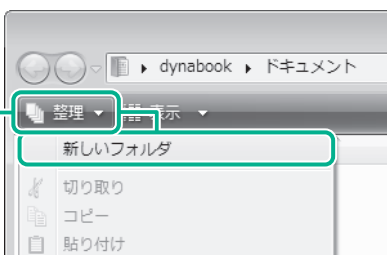 dynabook ▸ ドキュメント
整理 ▼ 表示 ▼
新しいフォルダ
切り取り
コピー
貼り付け